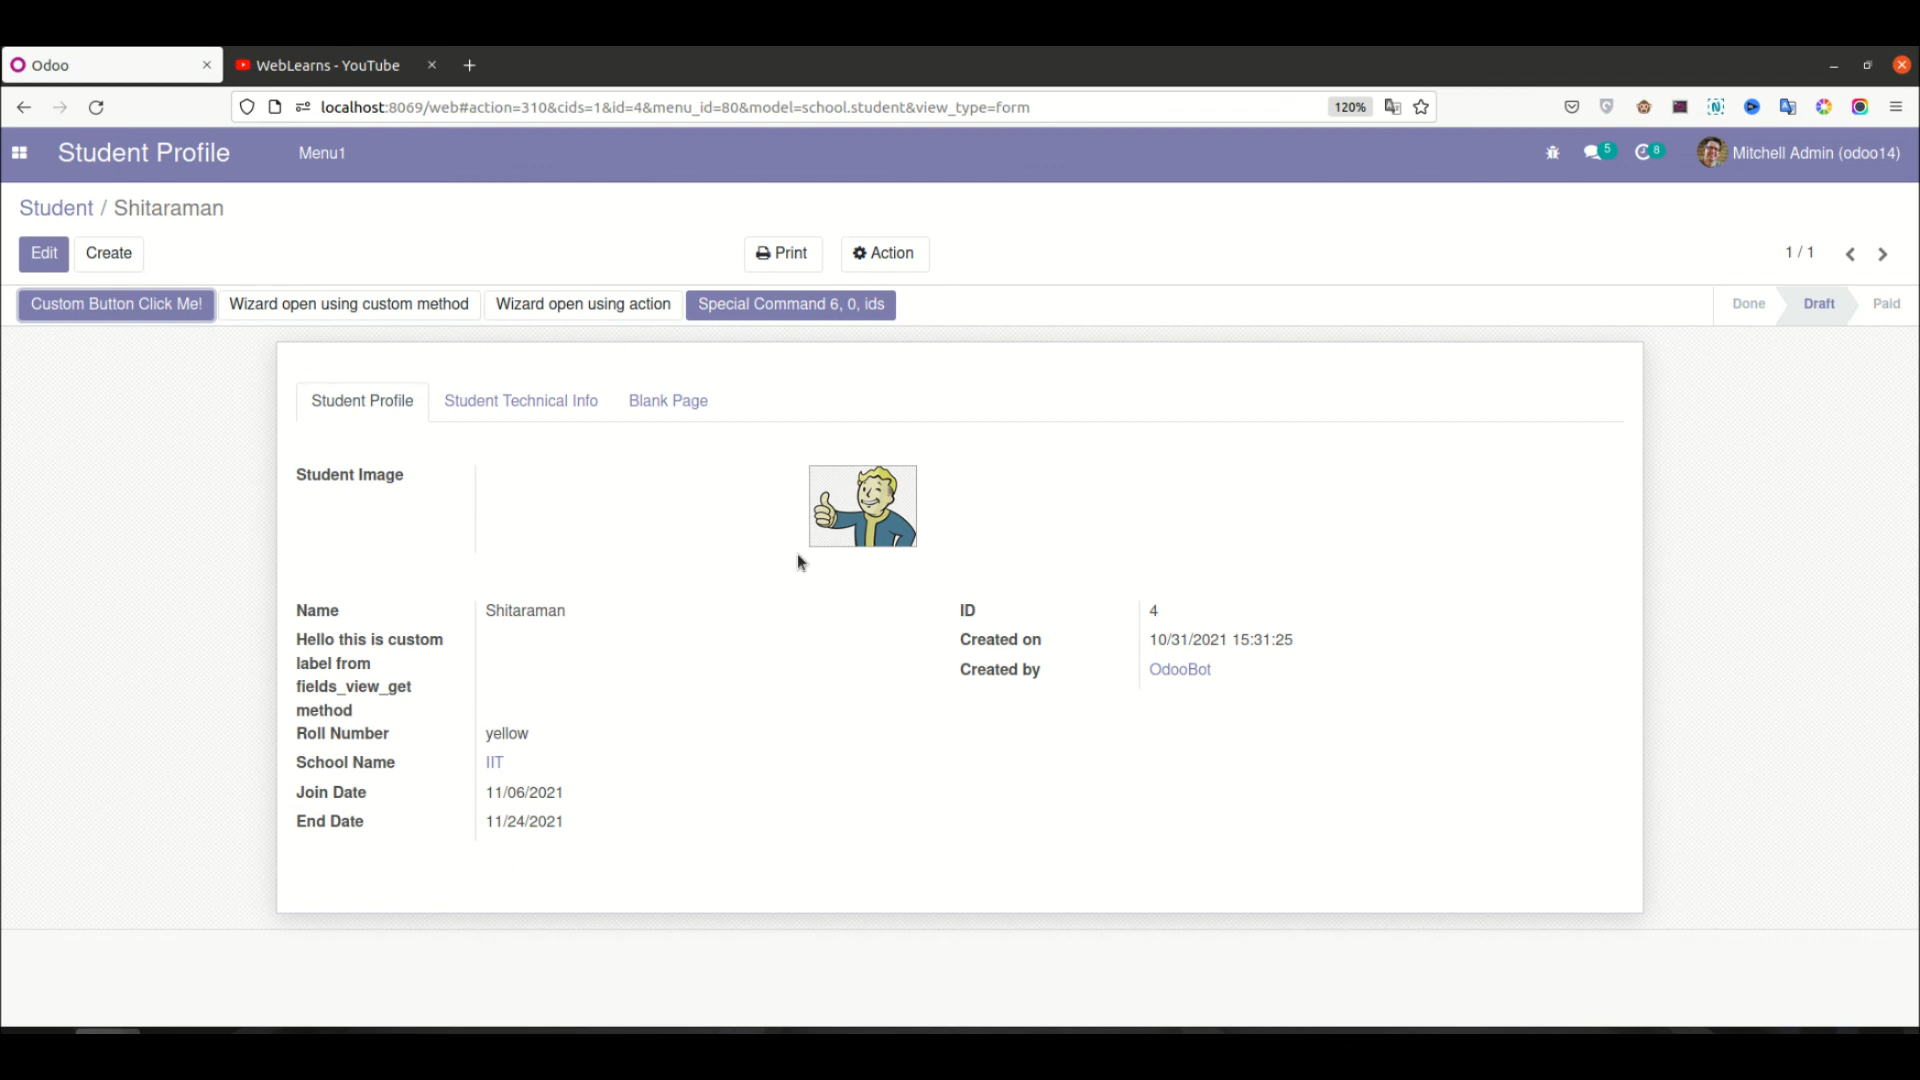 Odoo
WebLearns - YouTube
localhost:8069/web#action=310&cids=1&id=4&menu_id=80&model=school.student&view_type=form
120%
Student Profile
Menu1
5
8
Mitchell Admin (odoo14)
Student / Shitaraman
Edit
Create
Print
Action
1 / 1
Custom Button Click Me!
Wizard open using custom method
Wizard open using action
Special Command 6, 0, ids
Done
Draft
Paid
Student Profile
Student Technical Info
Blank Page
Student Image
Name
Shitaraman
Hello this is custom
label from
fields_view_get
method
Roll Number
yellow
School Name
IIT
Join Date
11/06/2021
End Date
11/24/2021
ID
4
Created on
10/31/2021 15:31:25
Created by
OdooBot